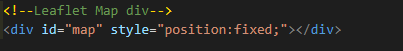 <!--Leaflet Map div-->
<div id="map" style="position:fixed;"></div>